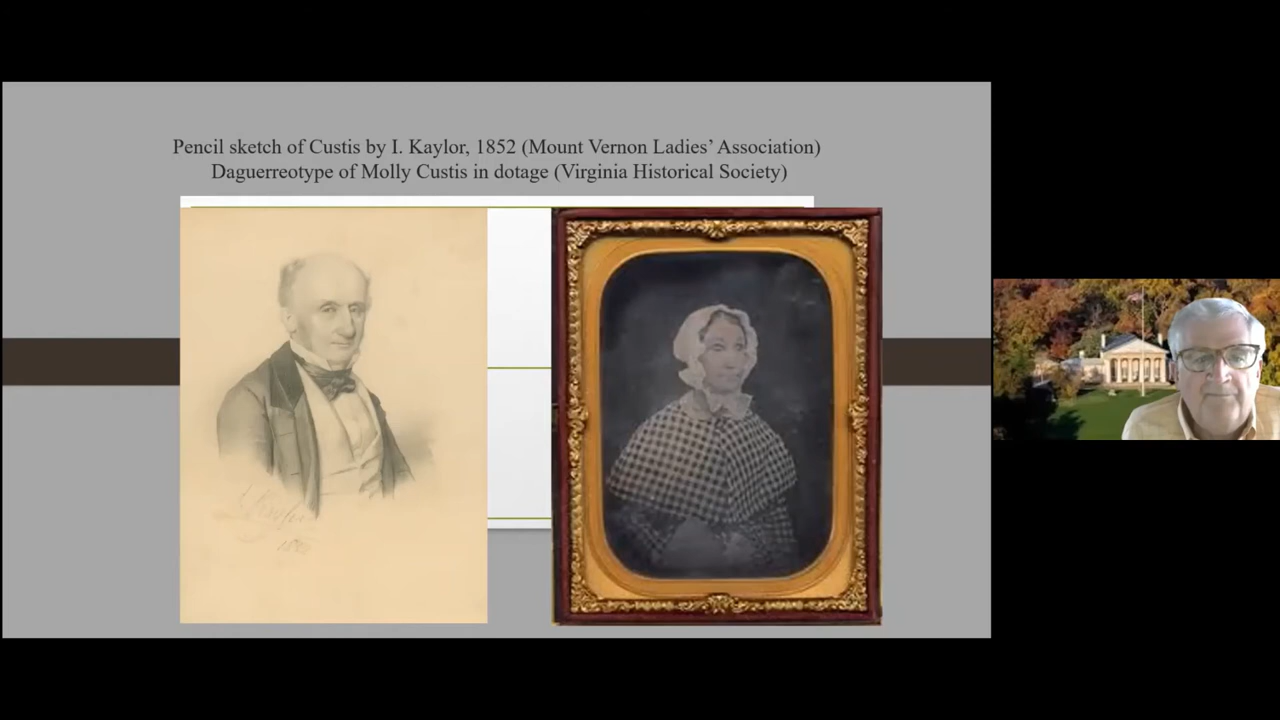 Pencil sketch of Custis by I. Kaylor, 1852 (Mount Vernon Ladies’ Association)
Daguerreotype of Molly Custis in dotage (Virginia Historical Society)